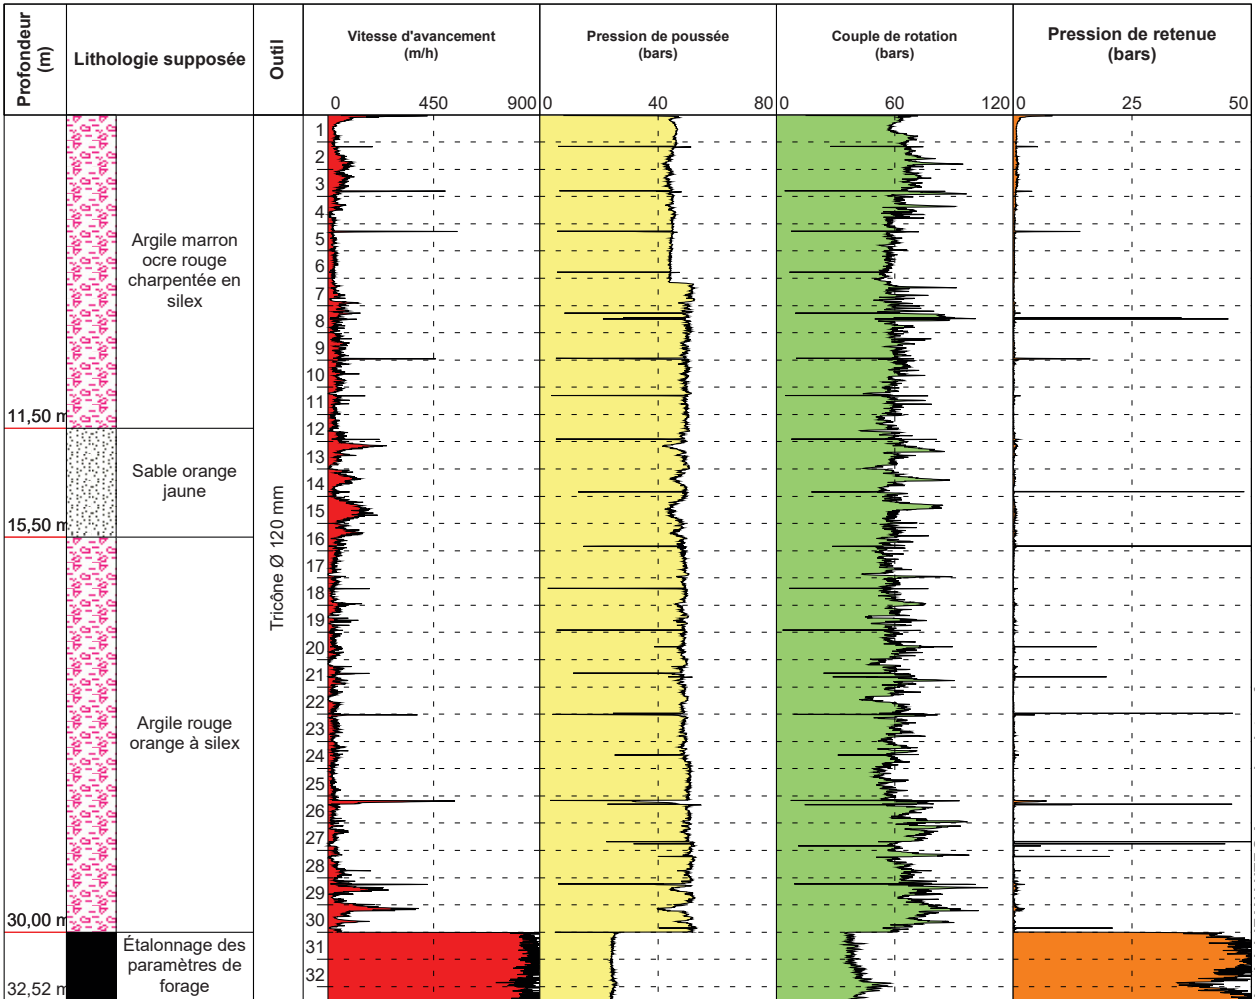 Profondeur
(m)
Lithologie supposée
Outil
Vitesse d'avancement
(m/h)
Pression de poussée
(bars)
Couple de rotation
(bars)
Pression de retenue
(bars)
0 450 900
0 40 80
0 60 120
0 25 50
1
2
3
4
5
6
7
8
9
10
11
12
13
14
15
16
17
18
19
20
21
22
23
24
25
26
27
28
29
30
31
32
Argile marron
ocre rouge
charpentée en
silex
11,50 m
Sable orange
jaune
15,50 m
Argile rouge
orange à silex
30,00 m
Étalonnage des
paramètres de
forage
32,52 m
Tricône Ø 120 mm